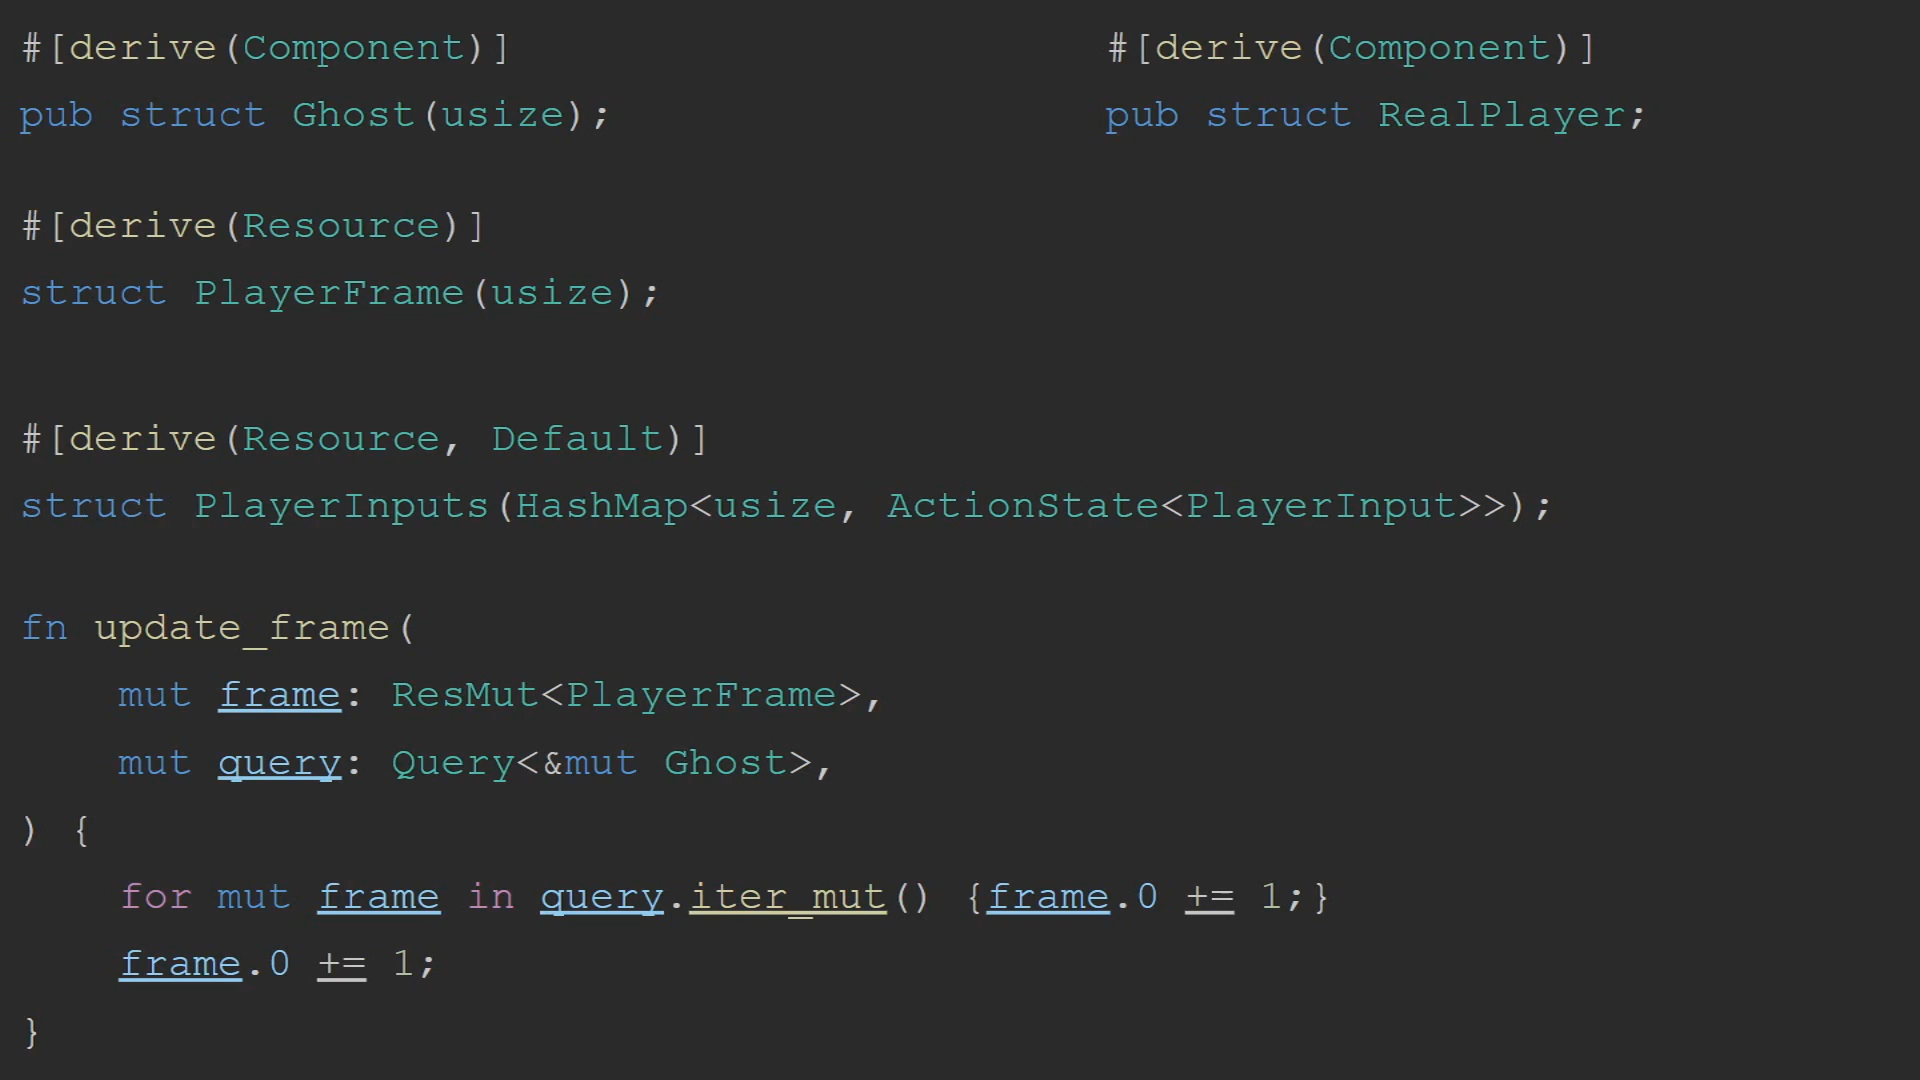 #[derive(Component)]
pub struct Ghost(usize);
#[derive(Component)]
pub struct RealPlayer;
#[derive(Resource)]
struct PlayerFrame(usize);
#[derive(Resource, Default)]
struct PlayerInputs(HashMap<usize, ActionState<PlayerInput>>);
fn update_frame(
    mut frame: ResMut<PlayerFrame>,
    mut query: Query<&mut Ghost>,
) {
    for mut frame in query.iter_mut() {frame.0 += 1;}
    frame.0 += 1;
}